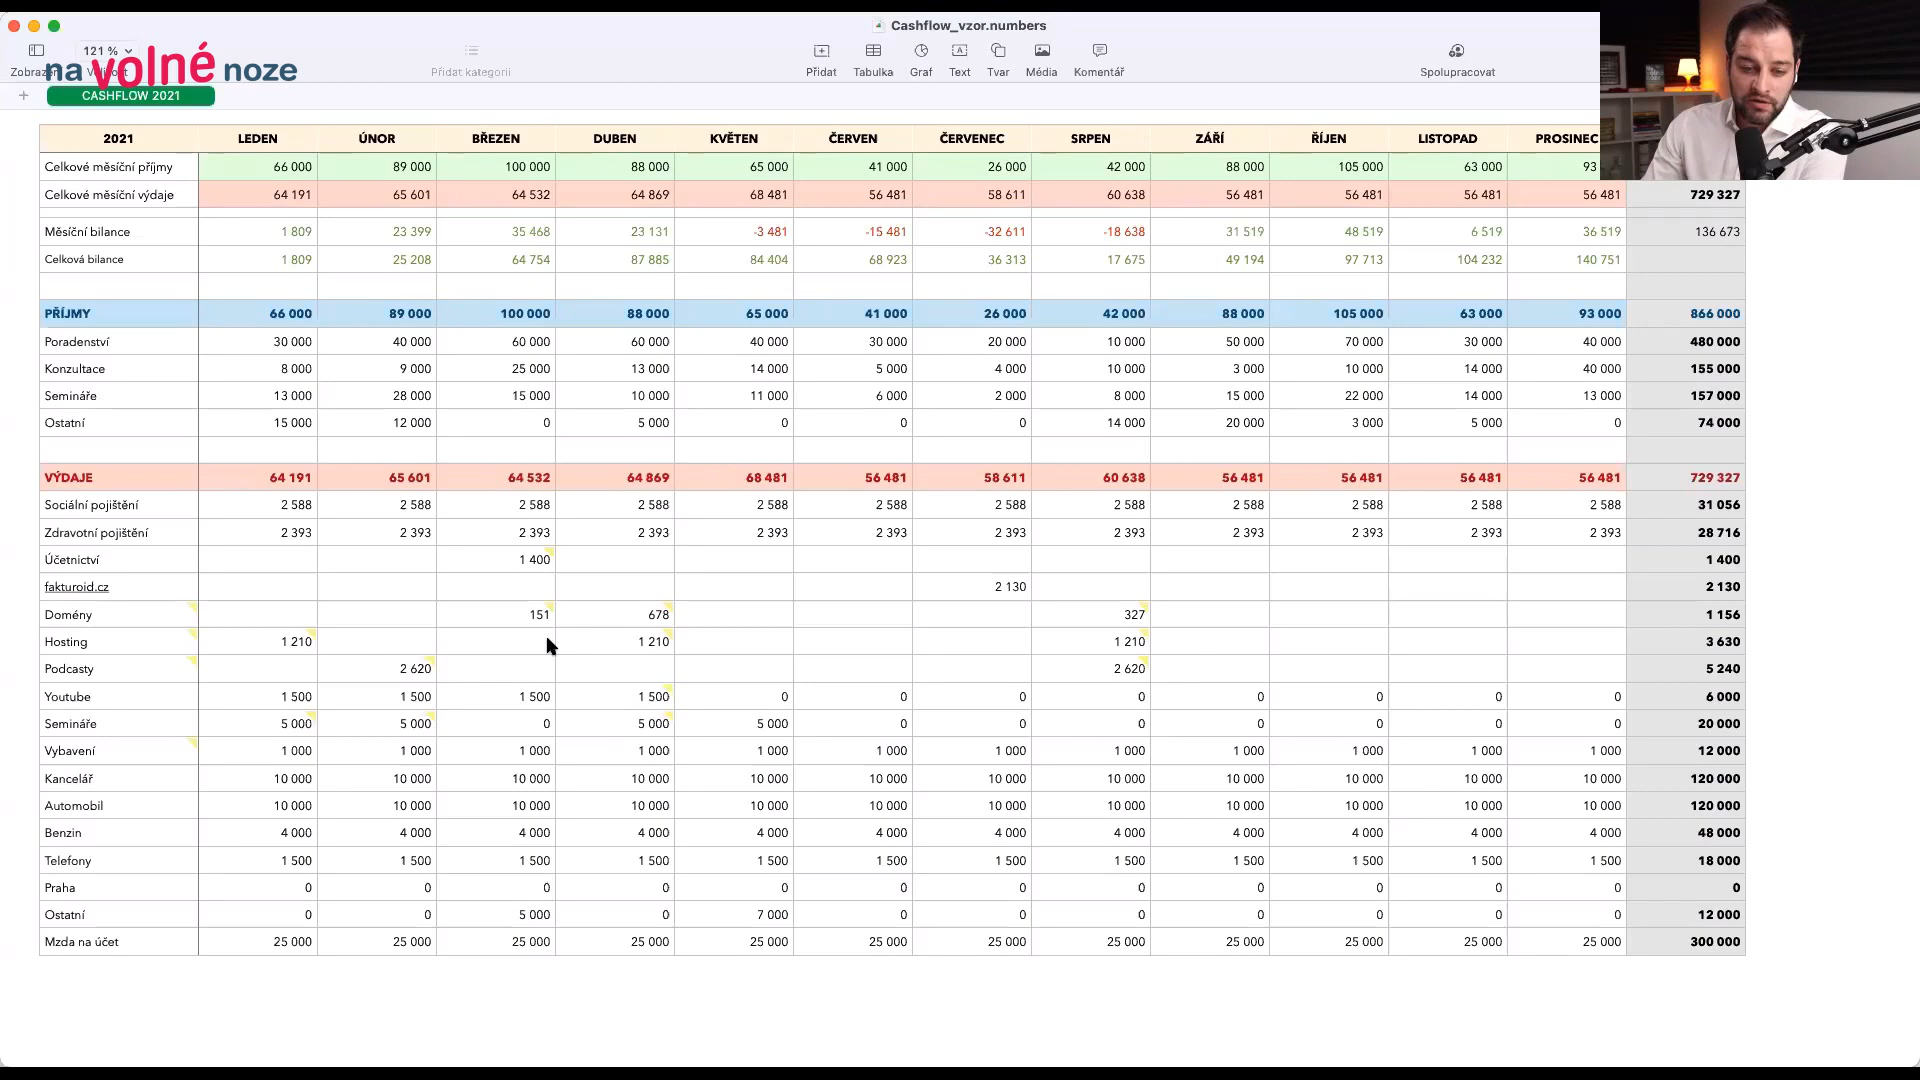 Cashflow_vzor.numbers
121 %
Přidat kategorii
Přidat
Tabulka
Graf
Text
Tvar
Média
Komentář
Spolupracovat
na volné noze
CASHFLOW 2021
2021 LEDEN ÚNOR BŘEZEN DUBEN KVĚTEN ČERVEN ČERVENEC SRPEN ZÁŘÍ ŘÍJEN LISTOPAD PROSINEC
Celkové měsíční příjmy 66 000 89 000 100 000 88 000 65 000 41 000 26 000 42 000 88 000 105 000 63 000 93
Celkové měsíční výdaje 64 191 65 601 64 532 64 869 68 481 56 481 58 611 60 638 56 481 56 481 56 481 56 481 729 327
Měsíční bilance 1 809 23 399 35 468 23 131 -3 481 -15 481 -32 611 -18 638 31 519 48 519 6 519 36 519 136 673
Celková bilance 1 809 25 208 64 754 87 885 84 404 68 923 36 313 17 675 49 194 97 713 104 232 140 751
PŘÍJMY 66 000 89 000 100 000 88 000 65 000 41 000 26 000 42 000 88 000 105 000 63 000 93 000 866 000
Poradenství 30 000 40 000 60 000 60 000 40 000 30 000 20 000 10 000 50 000 70 000 30 000 40 000 480 000
Konzultace 8 000 9 000 25 000 13 000 14 000 5 000 4 000 10 000 3 000 10 000 14 000 40 000 155 000
Semináře 13 000 28 000 15 000 10 000 11 000 6 000 2 000 8 000 15 000 22 000 14 000 13 000 157 000
Ostatní 15 000 12 000 0 5 000 0 0 0 14 000 20 000 3 000 5 000 0 74 000
VÝDAJE 64 191 65 601 64 532 64 869 68 481 56 481 58 611 60 638 56 481 56 481 56 481 56 481 729 327
Sociální pojištění 2 588 2 588 2 588 2 588 2 588 2 588 2 588 2 588 2 588 2 588 2 588 2 588 31 056
Zdravotní pojištění 2 393 2 393 2 393 2 393 2 393 2 393 2 393 2 393 2 393 2 393 2 393 2 393 28 716
Účetnictví 1 400 1 400
fakturoid.cz 2 130 2 130
Domény 151 678 327 1 156
Hosting 1 210 1 210 1 210 3 630
Podcasty 2 620 2 620 5 240
Youtube 1 500 1 500 1 500 1 500 0 0 0 0 0 0 0 0 6 000
Semináře 5 000 5 000 0 5 000 5 000 0 0 0 0 0 0 0 20 000
Vybavení 1 000 1 000 1 000 1 000 1 000 1 000 1 000 1 000 1 000 1 000 1 000 1 000 12 000
Kancelář 10 000 10 000 10 000 10 000 10 000 10 000 10 000 10 000 10 000 10 000 10 000 10 000 120 000
Automobil 10 000 10 000 10 000 10 000 10 000 10 000 10 000 10 000 10 000 10 000 10 000 10 000 120 000
Benzin 4 000 4 000 4 000 4 000 4 000 4 000 4 000 4 000 4 000 4 000 4 000 4 000 48 000
Telefony 1 500 1 500 1 500 1 500 1 500 1 500 1 500 1 500 1 500 1 500 1 500 1 500 18 000
Praha 0 0 0 0 0 0 0 0 0 0 0 0 0
Ostatní 0 0 5 000 0 7 000 0 0 0 0 0 0 0 12 000
Mzda na účet 25 000 25 000 25 000 25 000 25 000 25 000 25 000 25 000 25 000 25 000 25 000 25 000 300 000